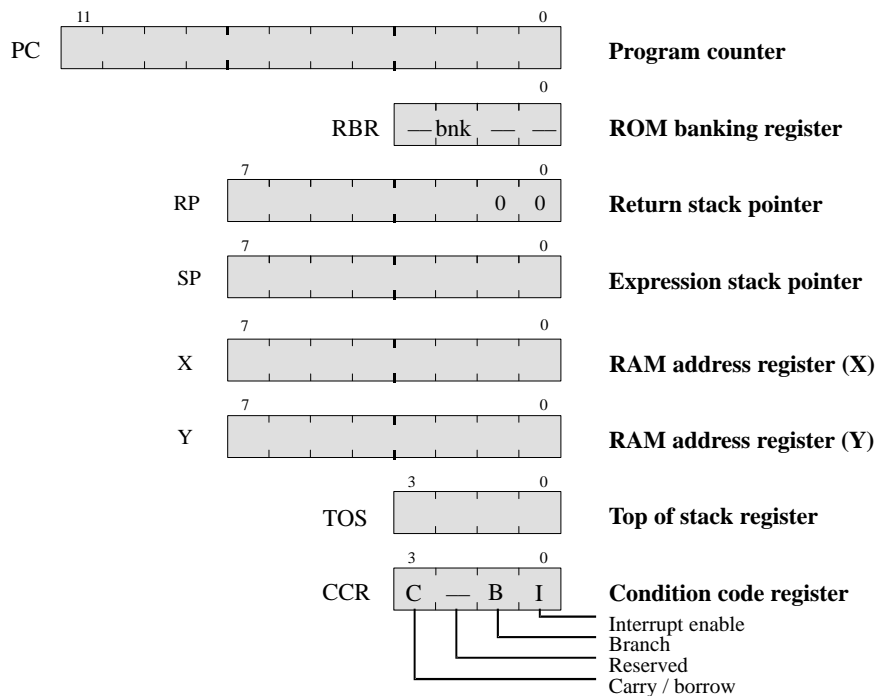 11 0
PC Program counter
0
RBR — bnk — — ROM banking register
7 0
RP 0 0 Return stack pointer
7 0
SP Expression stack pointer
7 0
X RAM address register (X)
7 0
Y RAM address register (Y)
3 0
TOS Top of stack register
3 0
CCR C — B I Condition code register
Interrupt enable
Branch
Reserved
Carry / borrow